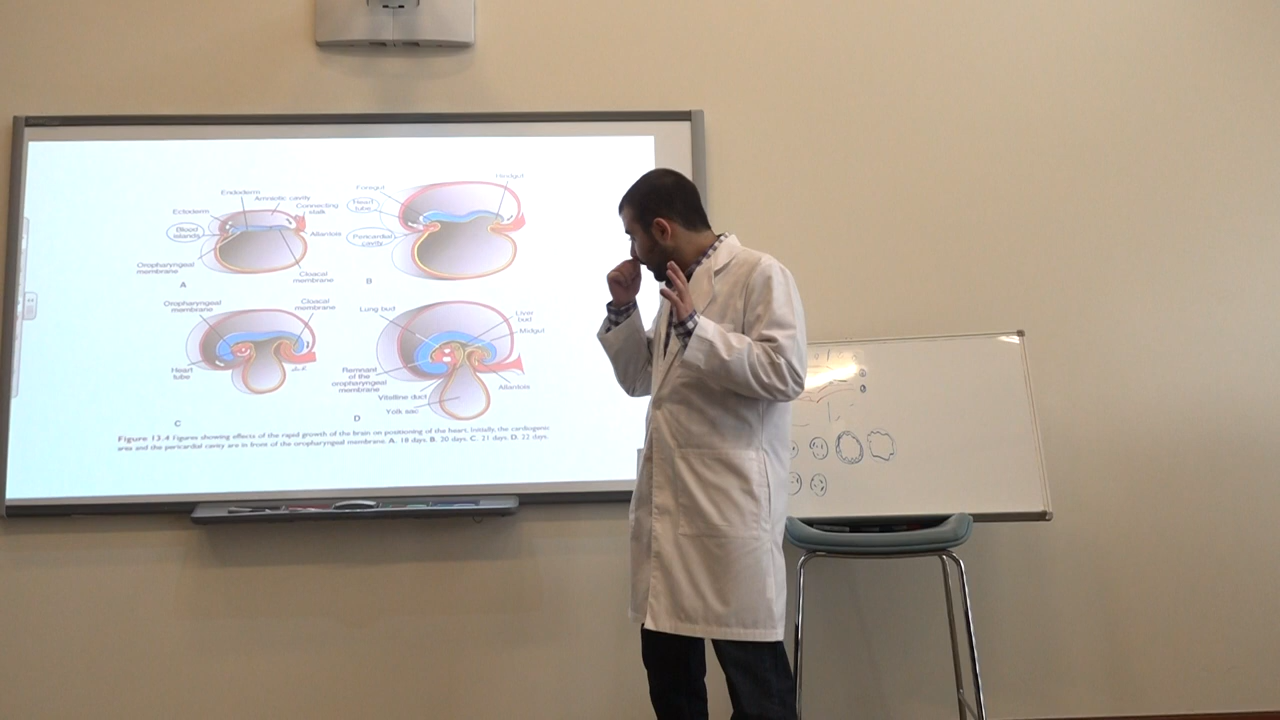 Endoderm
Amniotic cavity
Ectoderm
Connecting
stalk
Blood
islands
Allantois
Oropharyngeal
membrane
Cloacal
membrane
A
Foregut
Hindgut
Heart
tube
Pericardial
cavity
B
Oropharyngeal
membrane
Cloacal
membrane
Heart
tube
C
Lung bud
Liver
bud
Midgut
Remnant
of the
oropharyngeal
membrane
Allantois
Vitelline duct
Yolk sac
D
Figure 13.4 Figures showing effects of the rapid growth of the brain on positioning of the heart. Initially, the cardiogenic
area and the pericardial cavity are in front of the oropharyngeal membrane. A. 18 days. B. 20 days. C. 21 days. D. 22 days.